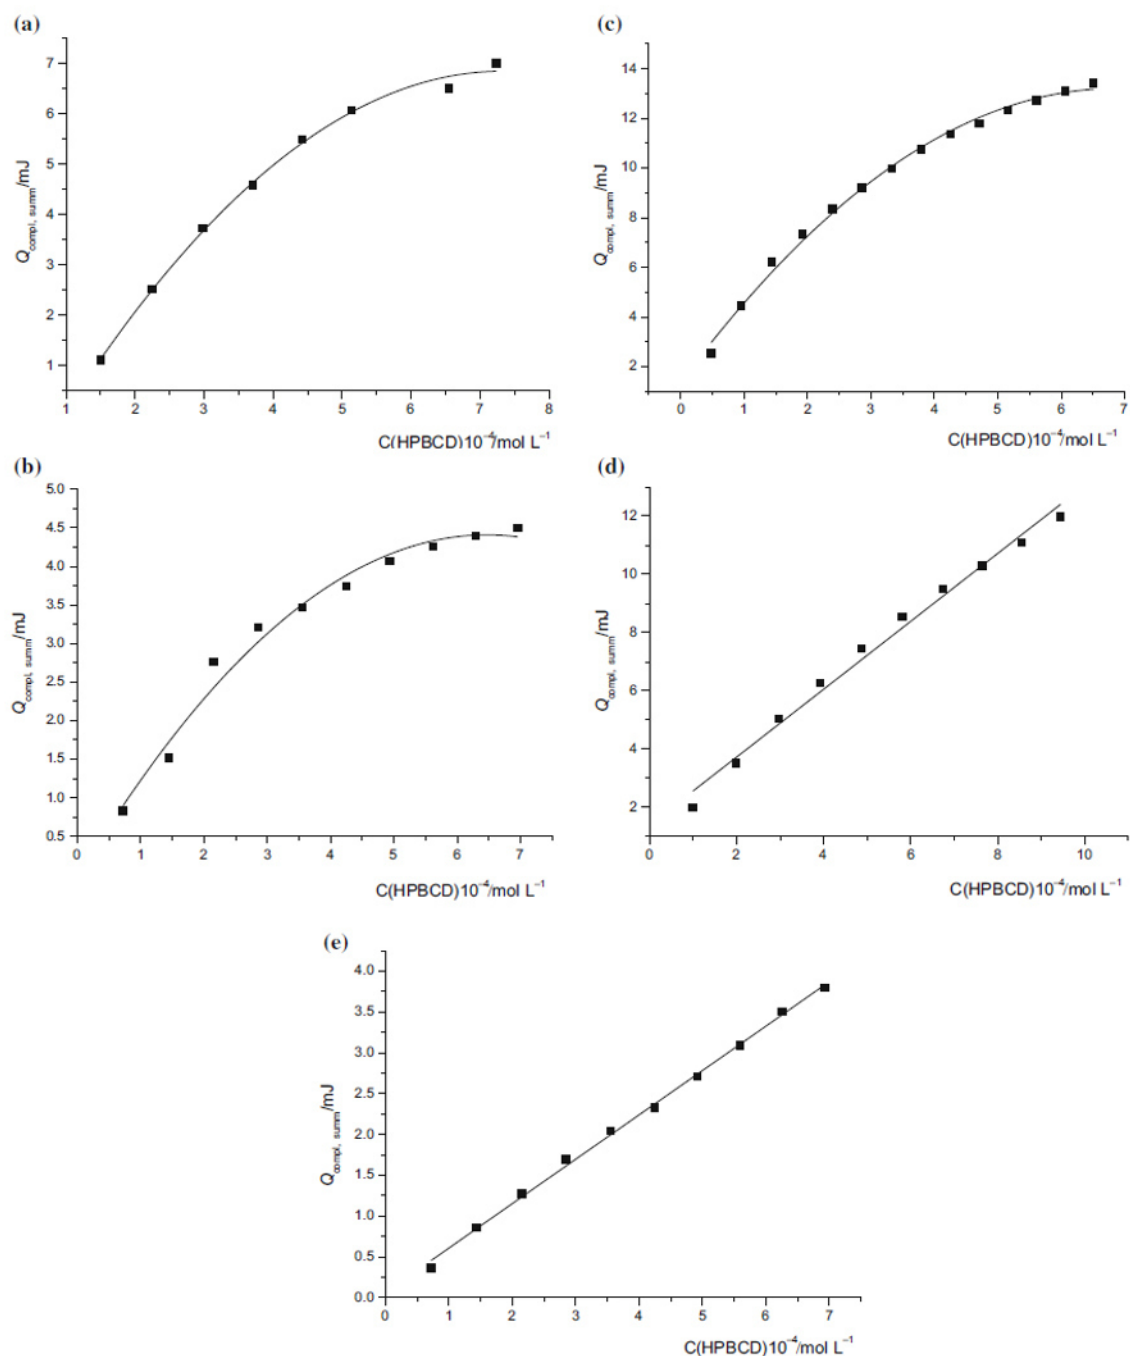 (a)
7
6
5
4
3
2
1
Qcompl, summ/mJ
1 2 3 4 5 6 7 8
C(HPBCD)10⁻⁴/mol L⁻¹
(c)
14
12
10
8
6
4
2
Qcompl, summ/mJ
0 1 2 3 4 5 6 7
C(HPBCD)10⁻⁴/mol L⁻¹
(b)
5.0
4.5
4.0
3.5
3.0
2.5
2.0
1.5
1.0
0.5
Qcompl, summ/mJ
0 1 2 3 4 5 6 7
C(HPBCD)10⁻⁴/mol L⁻¹
(d)
12
10
8
6
4
2
Qcompl, summ/mJ
0 2 4 6 8 10
C(HPBCD)10⁻⁴/mol L⁻¹
(e)
4.0
3.5
3.0
2.5
2.0
1.5
1.0
0.5
0.0
Qcompl, summ/mJ
0 1 2 3 4 5 6 7
C(HPBCD)10⁻⁴/mol L⁻¹